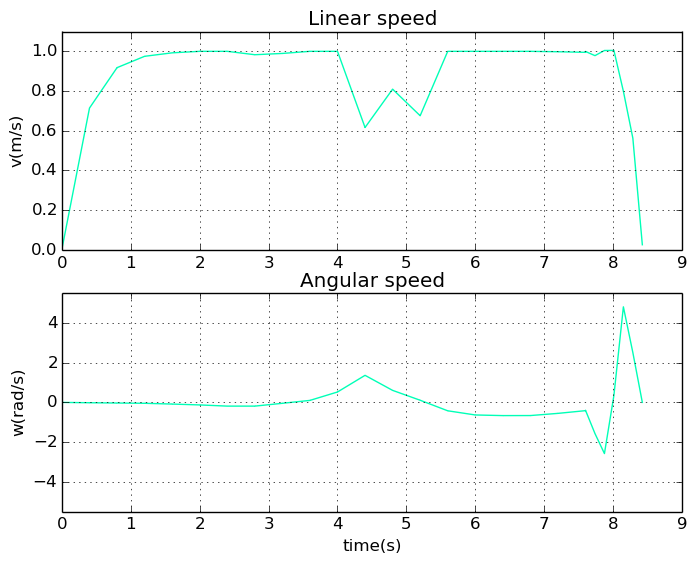 Linear speed
1.0
0.8
0.6
0.4
0.2
0.0
v(m/s)
0 1 2 3 4 5 6 7 8 9
Angular speed
4
2
0
−2
−4
w(rad/s)
0 1 2 3 4 5 6 7 8 9
time(s)